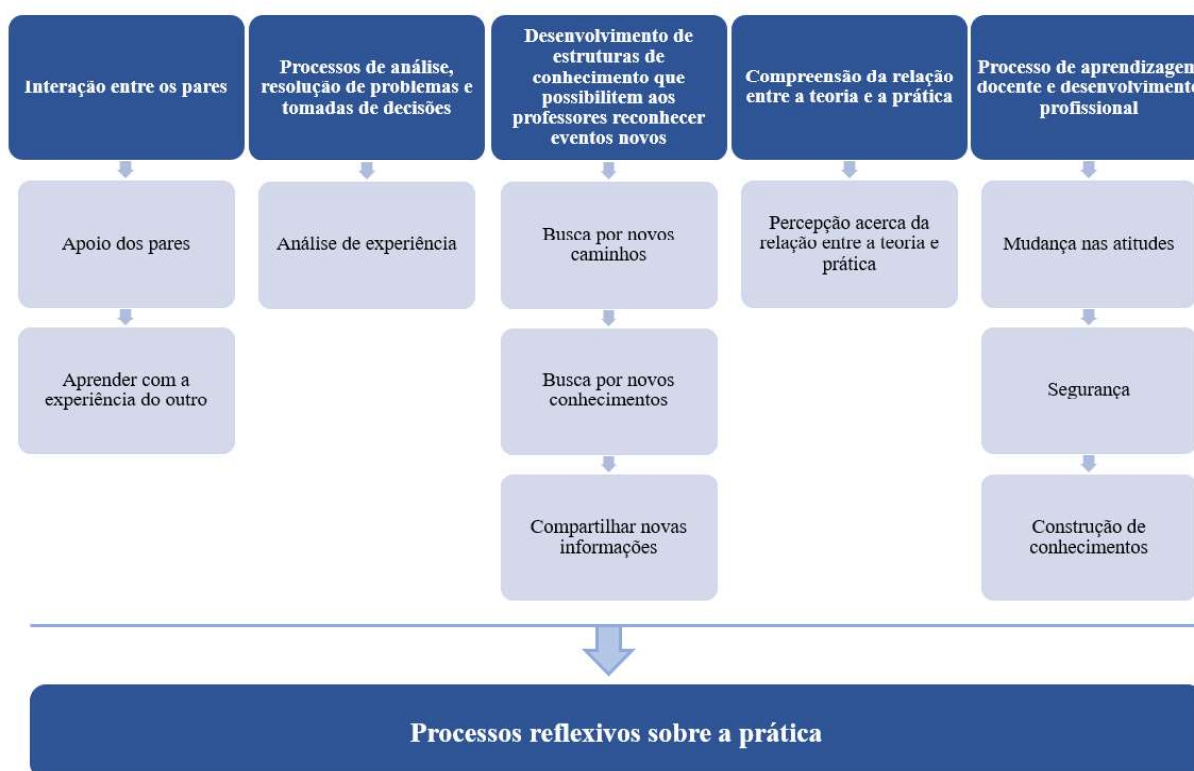 Interação entre os pares
Apoio dos pares
Aprender com a
experiência do outro
Processos de análise,
resolução de problemas e
tomadas de decisões
Análise de experiência
Desenvolvimento de
estruturas de
conhecimento que
possibilitem aos
professores reconhecer
eventos novos
Busca por novos
caminhos
Busca por novos
conhecimentos
Compartilhar novas
informações
Compreensão da relação
entre a teoria e a prática
Percepção acerca da
relação entre a teoria e
prática
Processo de aprendizagem
docente e desenvolvimento
profissional
Mudança nas atitudes
Segurança
Construção de
conhecimentos
Processos reflexivos sobre a prática